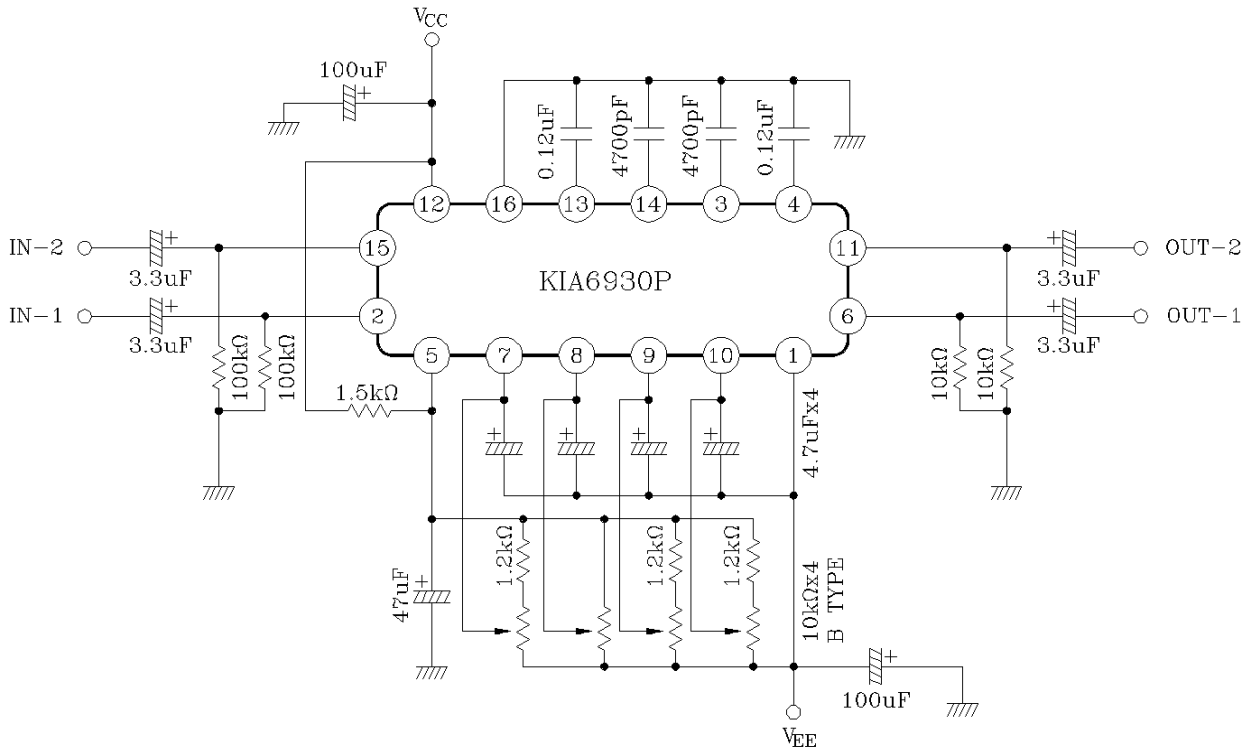 VCC
100uF
+
0.12uF
4700pF
4700pF
0.12uF
12
16
13
14
3
4
IN-2
+
3.3uF
15
KIA6930P
11
+
3.3uF
OUT-2
IN-1
+
3.3uF
2
6
+
3.3uF
OUT-1
100kΩ
100kΩ
5
7
8
9
10
1
10kΩ
10kΩ
1.5kΩ
+
+
+
+
4.7uFx4
1.2kΩ
1.2kΩ
1.2kΩ
+
47uF
10kΩx4
B TYPE
+
100uF
VEE